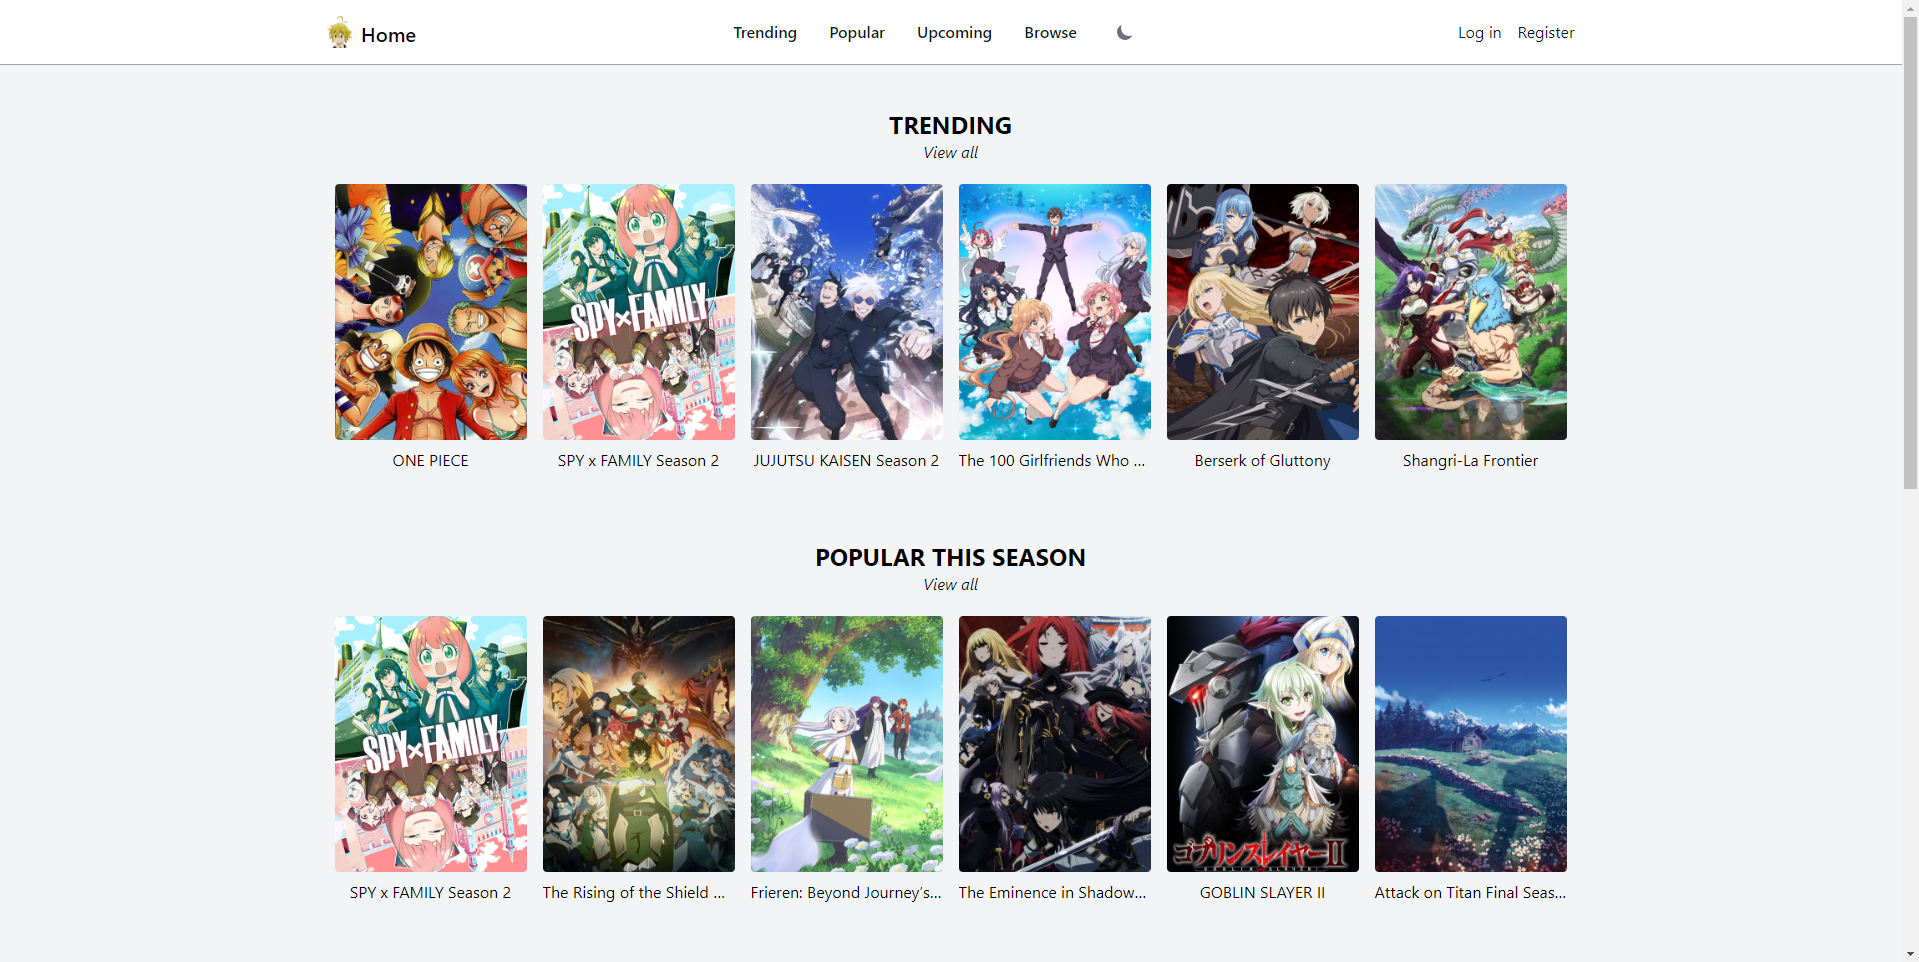 Home
Trending
Popular
Upcoming
Browse
Log in
Register
TRENDING
View all
SPY×FAMILY
ONE PIECE
SPY x FAMILY Season 2
JUJUTSU KAISEN Season 2
The 100 Girlfriends Who ...
Berserk of Gluttony
Shangri-La Frontier
POPULAR THIS SEASON
View all
SPY×FAMILY
ゴブリンスレイヤーII
GOBLIN SLAYER
SPY x FAMILY Season 2
The Rising of the Shield ...
Frieren: Beyond Journey's...
The Eminence in Shadow...
GOBLIN SLAYER II
Attack on Titan Final Seas...